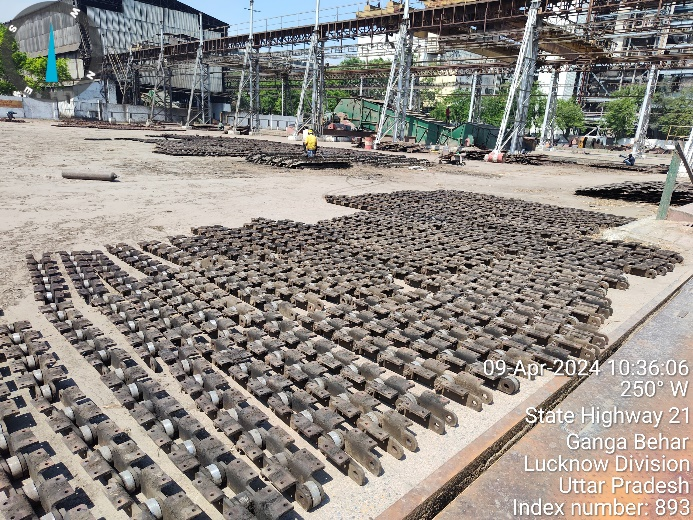 09-Apr-2024 10:36:06
250° W
State Highway 21
Ganga Behar
Lucknow Division
Uttar Pradesh
Index number: 893